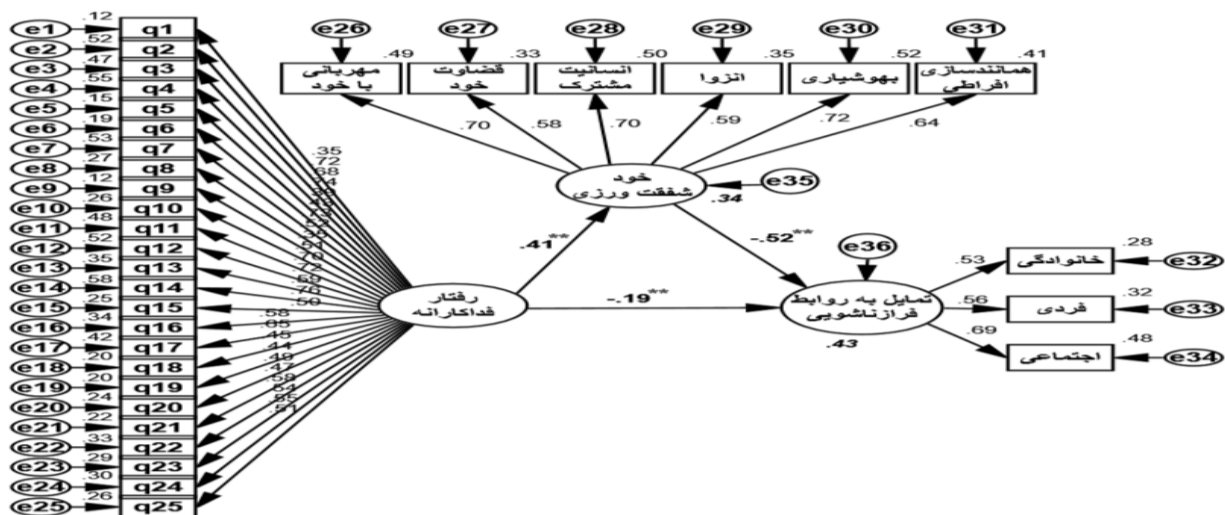 e1 .12 q1
e2 .52 q2
e3 .47 q3
e4 .55 q4
e5 .15 q5
e6 .19 q6
e7 .53 q7
e8 .27 q8
e9 .12 q9
e10 .26 q10
e11 .48 q11
e12 .52 q12
e13 .35 q13
e14 .58 q14
e15 .25 q15
e16 .34 q16
e17 .42 q17
e18 .20 q18
e19 .20 q19
e20 .24 q20
e21 .22 q21
e22 .33 q22
e23 .29 q23
e24 .30 q24
e25 .26 q25
.35
.72
.68
.70
.72
.59
.76
.50
.58
.65
.45
.44
.49
.47
.58
.54
.55
.51
رفتار
فداکارانه
e26 e27 e28 e29 e30 e31
.49 .33 .50 .35 .52 .41
مهربانی
با خود
قضاوت
خود
انسانیت
مشترک
انزوا
بهوشیاری
همانندسازی
افراطی
.70 .58 .70 .59 .72 .64
خود
شفقت ورزی
e35
.34
.41**
-.52**
-.19**
e36
تمایل به روابط
فرازناشویی
.43
.53
.56
.69
خانوادگی
.28
e32
فردی
.32
e33
اجتماعی
.48
e34